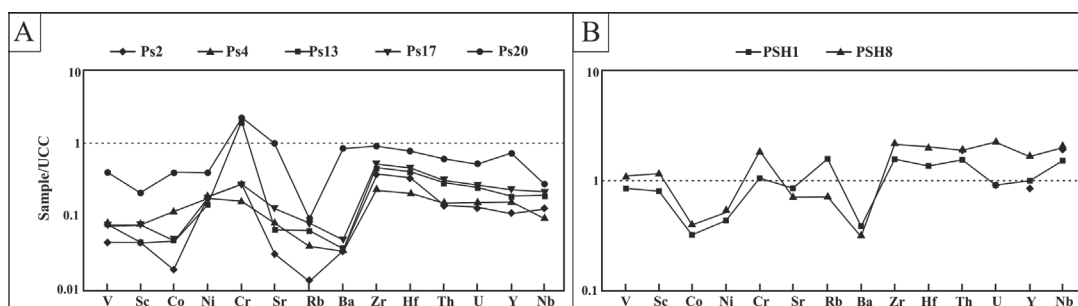 A
Ps2 Ps4 Ps13 Ps17 Ps20
Sample/UCC
10
1
0.1
0.01
V Sc Co Ni Cr Sr Rb Ba Zr Hf Th U Y Nb
B
PSH1 PSH8
10
1
0.1
V Sc Co Ni Cr Sr Rb Ba Zr Hf Th U Y Nb